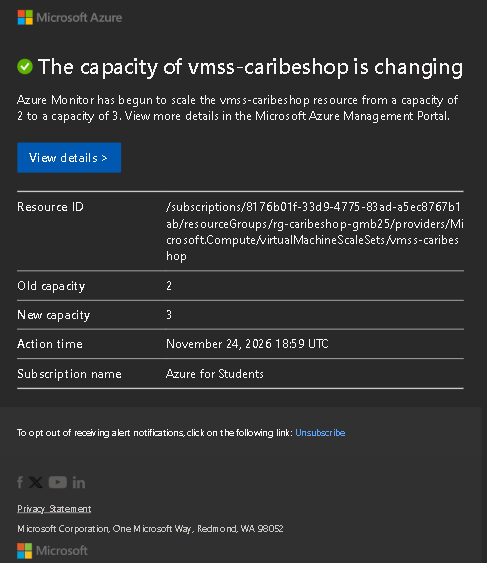 Microsoft Azure
The capacity of vmss-caribeshop is changing
Azure Monitor has begun to scale the vmss-caribeshop resource from a capacity of
2 to a capacity of 3. View more details in the Microsoft Azure Management Portal.
View details >
Resource ID
/subscriptions/8176b01f-33d9-4775-83ad-a5ec8767b1
ab/resourceGroups/rg-caribeshop-gmb25/providers/Mi
crosoft.Compute/virtualMachineScaleSets/vmss-caribes
hop
Old capacity 2
New capacity 3
Action time November 24, 2026 18:59 UTC
Subscription name Azure for Students
To opt out of receiving alert notifications, click on the following link: Unsubscribe
Privacy Statement
Microsoft Corporation, One Microsoft Way, Redmond, WA 98052
Microsoft